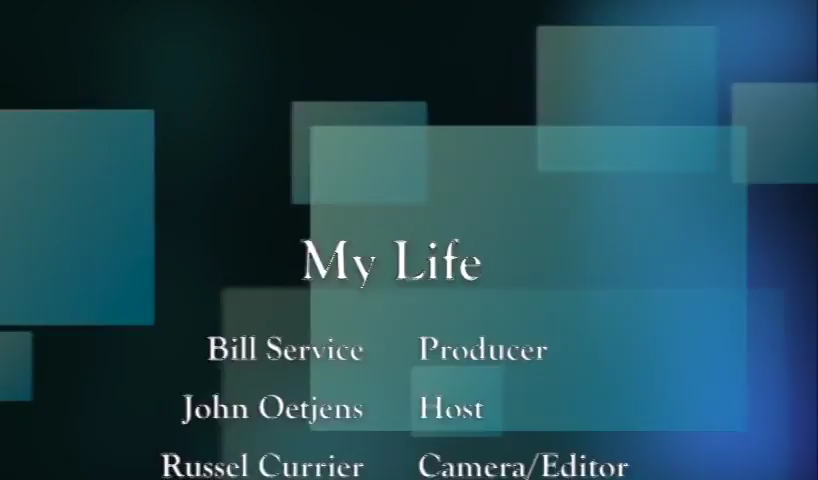 My Life
Bill Service Producer
John Oetjens Host
Russel Currier Camera/Editor